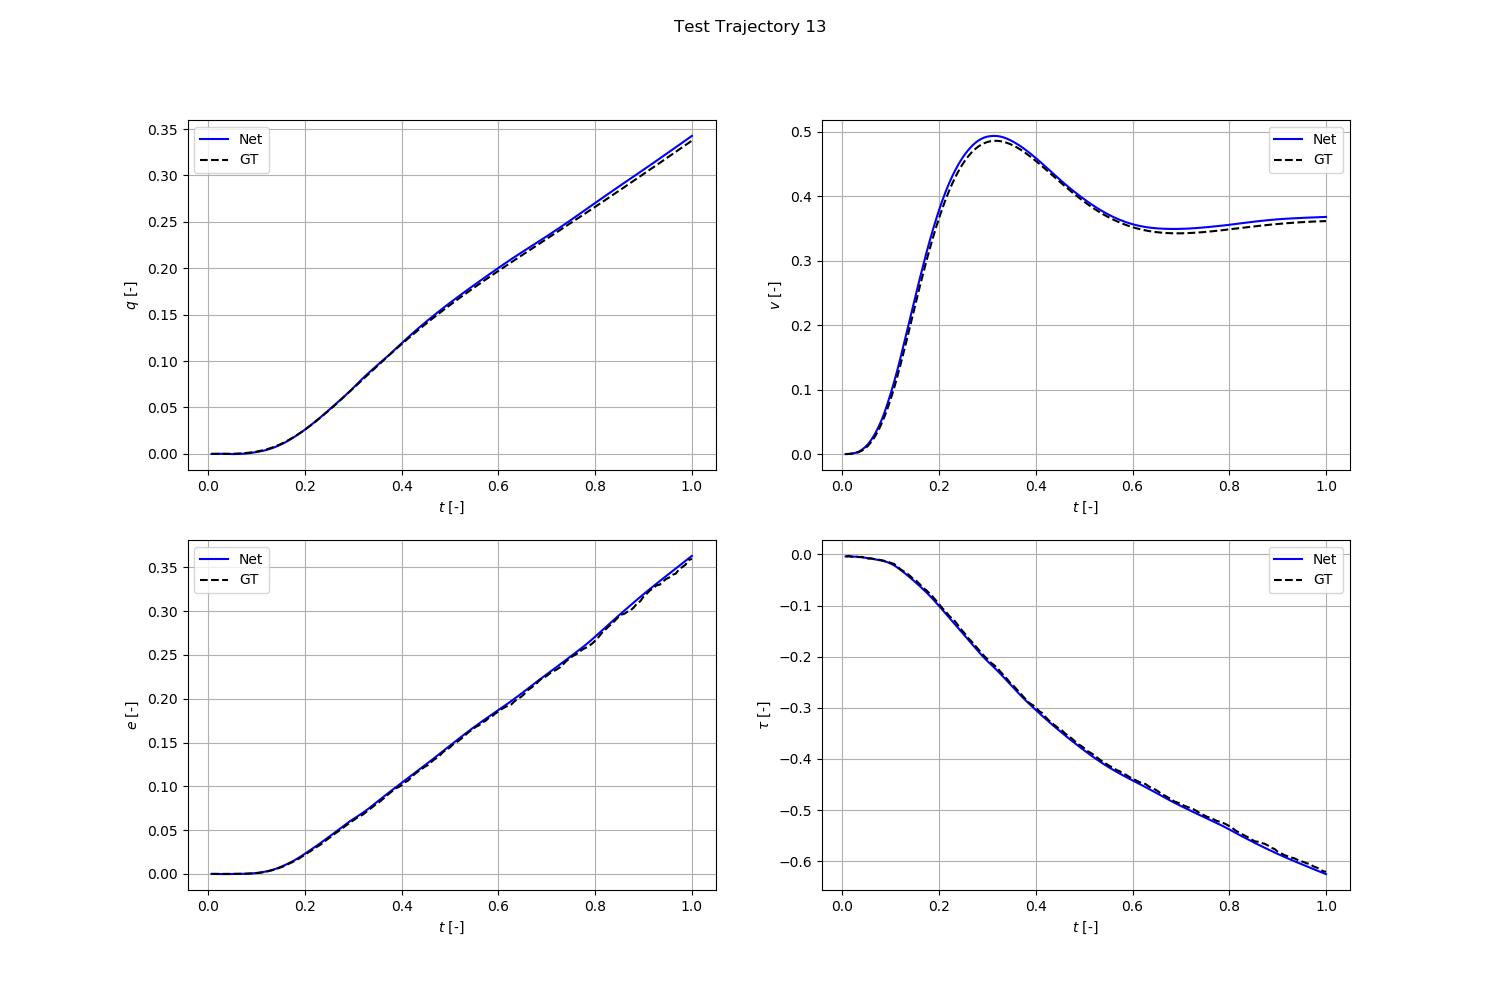 Test Trajectory 13
0.35
0.30
0.25
0.20
0.15
0.10
0.05
0.00
q [-]
Net
GT
0.0 0.2 0.4 0.6 0.8 1.0
t [-]
0.5
0.4
0.3
0.2
0.1
0.0
v [-]
Net
GT
0.0 0.2 0.4 0.6 0.8 1.0
t [-]
0.35
0.30
0.25
0.20
0.15
0.10
0.05
0.00
e [-]
Net
GT
0.0 0.2 0.4 0.6 0.8 1.0
t [-]
0.0
−0.1
−0.2
−0.3
−0.4
−0.5
−0.6
τ [-]
Net
GT
0.0 0.2 0.4 0.6 0.8 1.0
t [-]